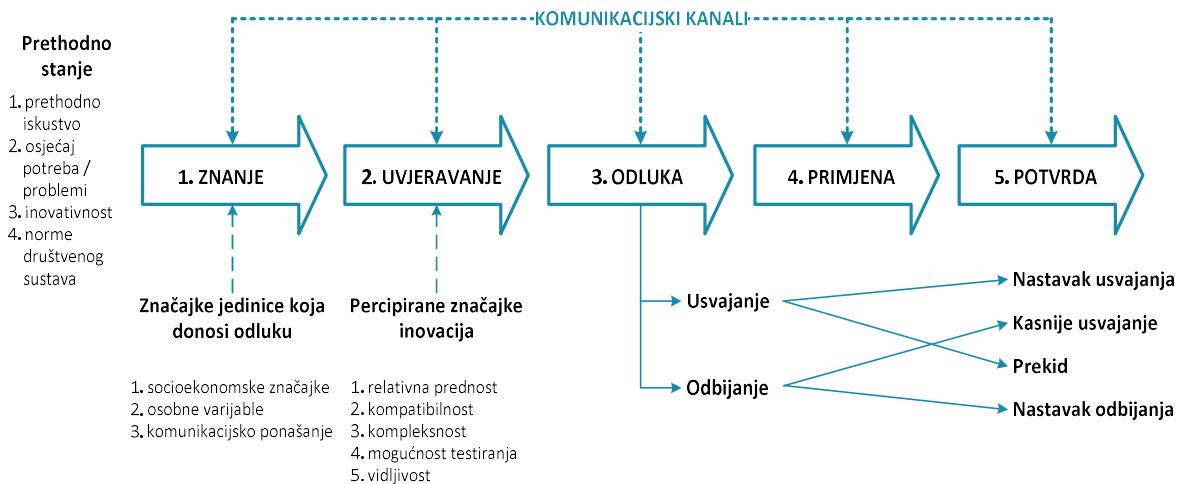 KOMUNIKACIJSKI KANALI
Prethodno
stanje
1. prethodno
iskustvo
2. osjećaj
potreba /
problemi
3. inovativnost
4. norme
društvenog
sustava
1. ZNANJE
2. UVJERAVANJE
3. ODLUKA
4. PRIMJENA
5. POTVRDA
Značajke jedinice koja
donosi odluku
1. socioekonomske značajke
2. osobne varijable
3. komunikacijsko ponašanje
Percipirane značajke
inovacija
1. relativna prednost
2. kompatibilnost
3. kompleksnost
4. mogućnost testiranja
5. vidljivost
Usvajanje
Odbijanje
Nastavak usvajanja
Kasnije usvajanje
Prekid
Nastavak odbijanja